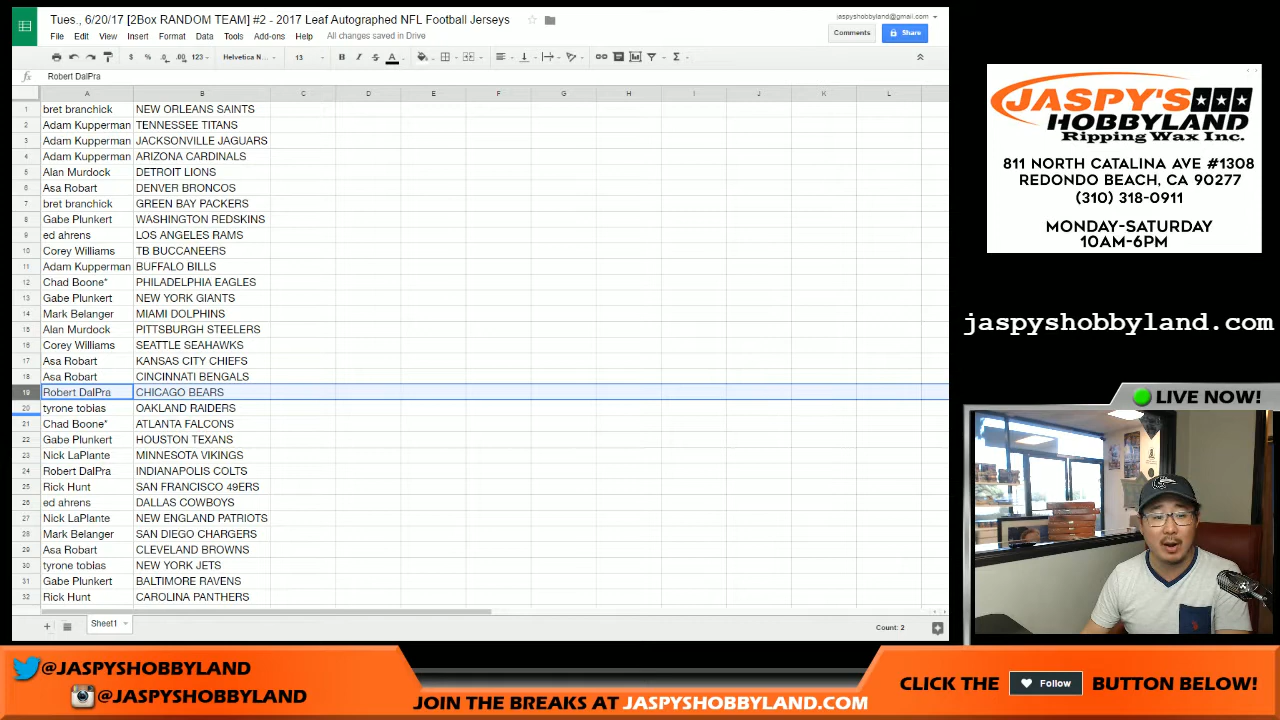 Tues., 6/20/17 [2Box RANDOM TEAM] #2 - 2017 Leaf Autographed NFL Football Jerseys
jaspyshobbyland@gmail.com
File Edit View Insert Format Data Tools Add-ons Help All changes saved in Drive
Comments Share
$ % .0 .00 123 Helvetica N... 13 B I S A
fx Robert DalPra
A B C D E F G H I J K L
1 bret branchick NEW ORLEANS SAINTS
2 Adam Kupperman TENNESSEE TITANS
3 Adam Kupperman JACKSONVILLE JAGUARS
4 Adam Kupperman ARIZONA CARDINALS
5 Alan Murdock DETROIT LIONS
6 Asa Robart DENVER BRONCOS
7 bret branchick GREEN BAY PACKERS
8 Gabe Plunkert WASHINGTON REDSKINS
9 ed ahrens LOS ANGELES RAMS
10 Corey Williams TB BUCCANEERS
11 Adam Kupperman BUFFALO BILLS
12 Chad Boone* PHILADELPHIA EAGLES
13 Gabe Plunkert NEW YORK GIANTS
14 Mark Belanger MIAMI DOLPHINS
15 Alan Murdock PITTSBURGH STEELERS
16 Corey Williams SEATTLE SEAHAWKS
17 Asa Robart KANSAS CITY CHIEFS
18 Asa Robart CINCINNATI BENGALS
19 Robert DalPra CHICAGO BEARS
20 tyrone tobias OAKLAND RAIDERS
21 Chad Boone* ATLANTA FALCONS
22 Gabe Plunkert HOUSTON TEXANS
23 Nick LaPlante MINNESOTA VIKINGS
24 Robert DalPra INDIANAPOLIS COLTS
25 Rick Hunt SAN FRANCISCO 49ERS
26 ed ahrens DALLAS COWBOYS
27 Nick LaPlante NEW ENGLAND PATRIOTS
28 Mark Belanger SAN DIEGO CHARGERS
29 Asa Robart CLEVELAND BROWNS
30 tyrone tobias NEW YORK JETS
31 Gabe Plunkert BALTIMORE RAVENS
32 Rick Hunt CAROLINA PANTHERS
Sheet1
Count: 2
JASPY'S
HOBBYLAND
Ripping Wax Inc.
811 NORTH CATALINA AVE #1308
REDONDO BEACH, CA 90277
(310) 318-0911
MONDAY-SATURDAY
10AM-6PM
jaspyshobbyland.com
LIVE NOW!
@JASPYSHOBBYLAND
@JASPYSHOBBYLAND
JOIN THE BREAKS AT JASPYSHOBBYLAND.COM
CLICK THE Follow BUTTON BELOW!